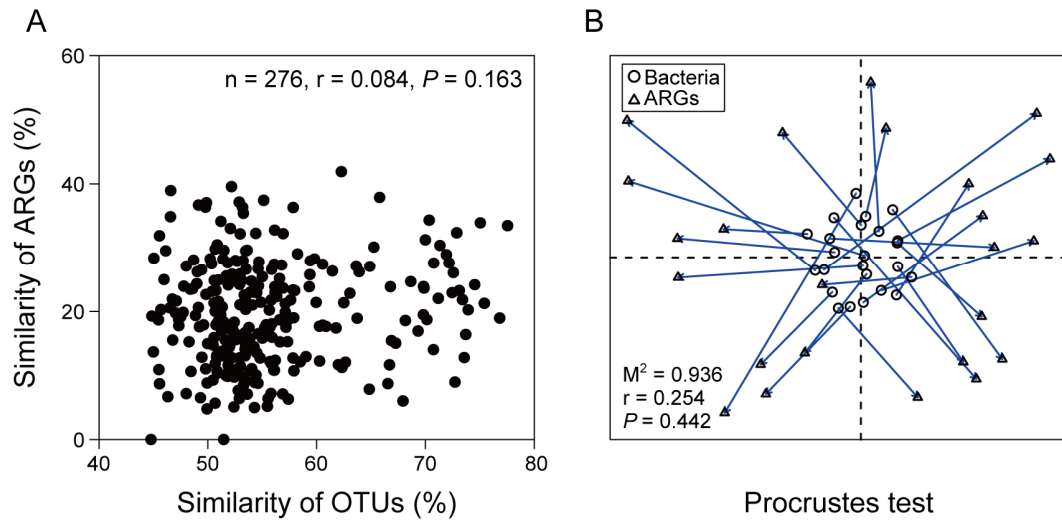 A
60
40
20
0
40
50
60
70
80
n = 276, r = 0.084, P = 0.163
Similarity of ARGs (%)
Similarity of OTUs (%)
B
Bacteria
ARGs
M² = 0.936
r = 0.254
P = 0.442
Procrustes test